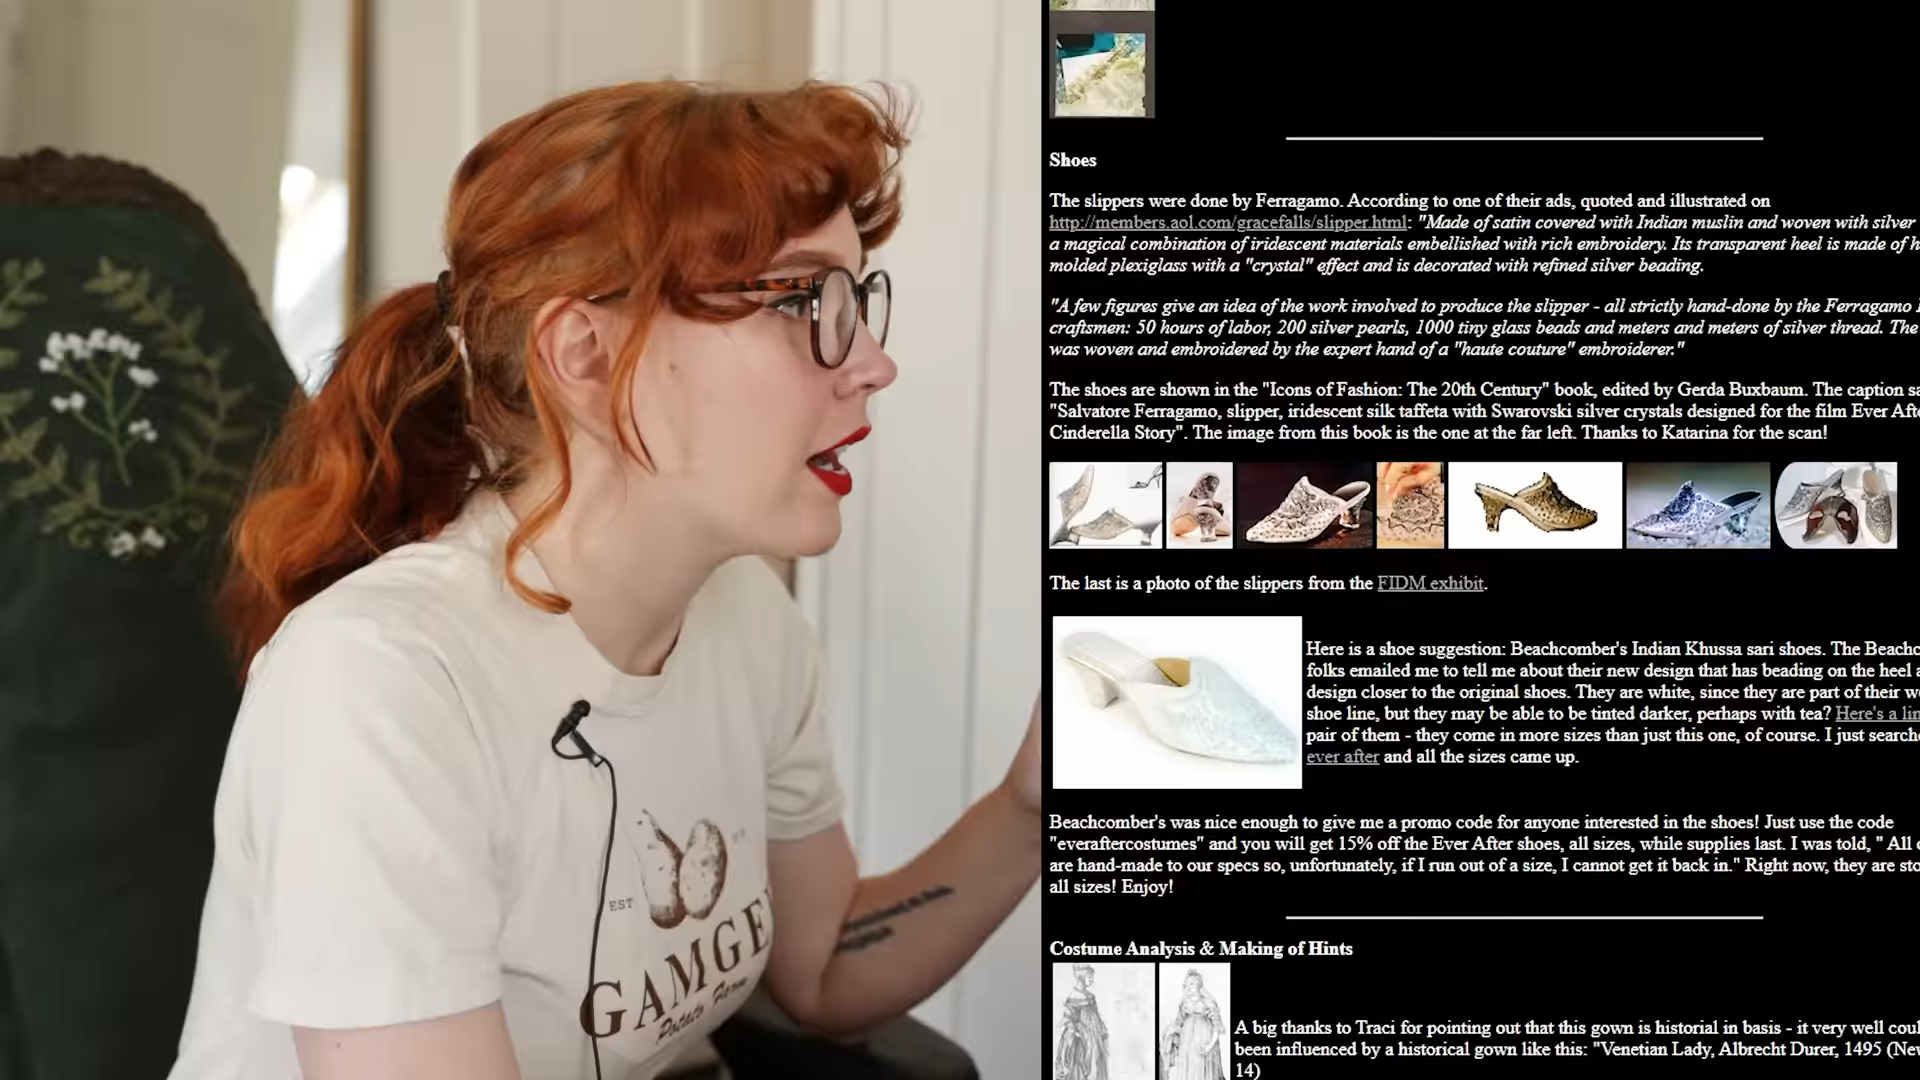 Shoes
The slippers were done by Ferragamo. According to one of their ads, quoted and illustrated on
http://members.aol.com/gracefalls/slipper.html: "Made of satin covered with Indian muslin and woven with silver
a magical combination of iridescent materials embellished with rich embroidery. Its transparent heel is made of h
molded plexiglass with a "crystal" effect and is decorated with refined silver beading.
"A few figures give an idea of the work involved to produce the slipper - all strictly hand-done by the Ferragamo
craftsmen: 50 hours of labor, 200 silver pearls, 1000 tiny glass beads and meters and meters of silver thread. The
was woven and embroidered by the expert hand of a "haute couture" embroiderer."
The shoes are shown in the "Icons of Fashion: The 20th Century" book, edited by Gerda Buxbaum. The caption sa
"Salvatore Ferragamo, slipper, iridescent silk taffeta with Swarovski silver crystals designed for the film Ever Afte
Cinderella Story". The image from this book is the one at the far left. Thanks to Katarina for the scan!
The last is a photo of the slippers from the FIDM exhibit.
Here is a shoe suggestion: Beachcomber's Indian Khussa sari shoes. The Beachc
folks emailed me to tell me about their new design that has beading on the heel a
design closer to the original shoes. They are white, since they are part of their w
shoe line, but they may be able to be tinted darker, perhaps with tea? Here's a lin
pair of them - they come in more sizes than just this one, of course. I just search
ever after and all the sizes came up.
Beachcomber's was nice enough to give me a promo code for anyone interested in the shoes! Just use the code
"everaftercostumes" and you will get 15% off the Ever After shoes, all sizes, while supplies last. I was told, " All o
are hand-made to our specs so, unfortunately, if I run out of a size, I cannot get it back in." Right now, they are sto
all sizes! Enjoy!
Costume Analysis & Making of Hints
A big thanks to Traci for pointing out that this gown is historial in basis - it very well coul
been influenced by a historical gown like this: "Venetian Lady, Albrecht Durer, 1495 (New
14)
EST
GAMGE
Potato Farm